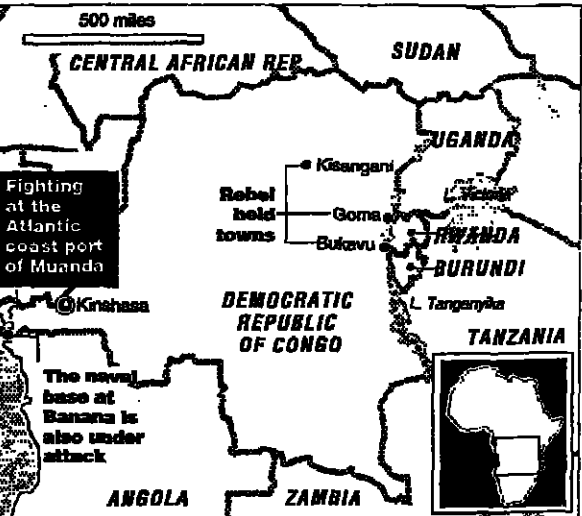 500 miles
CENTRAL AFRICAN REP.
SUDAN
UGANDA
Fighting
at the
Atlantic
coast port
of Muanda
Kisangani
L. Victoria
Rebel
held
towns
Goma
RWANDA
Bukavu
BURUNDI
Kinshasa
DEMOCRATIC
REPUBLIC
OF CONGO
L. Tanganyika
TANZANIA
The naval
base at
Banana is
also under
attack
ANGOLA
ZAMBIA